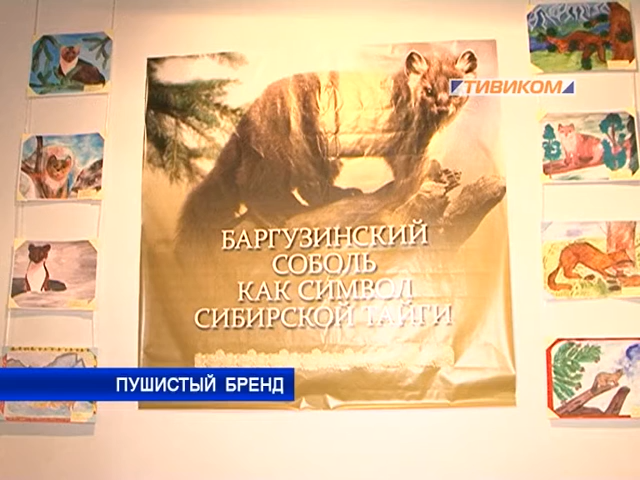 ТИВИКОМ
БАРГУЗИНСКИЙ
СОБОЛЬ
КАК СИМВОЛ
СИБИРСКОЙ ТАЙГИ
ПУШИСТЫЙ БРЕНД